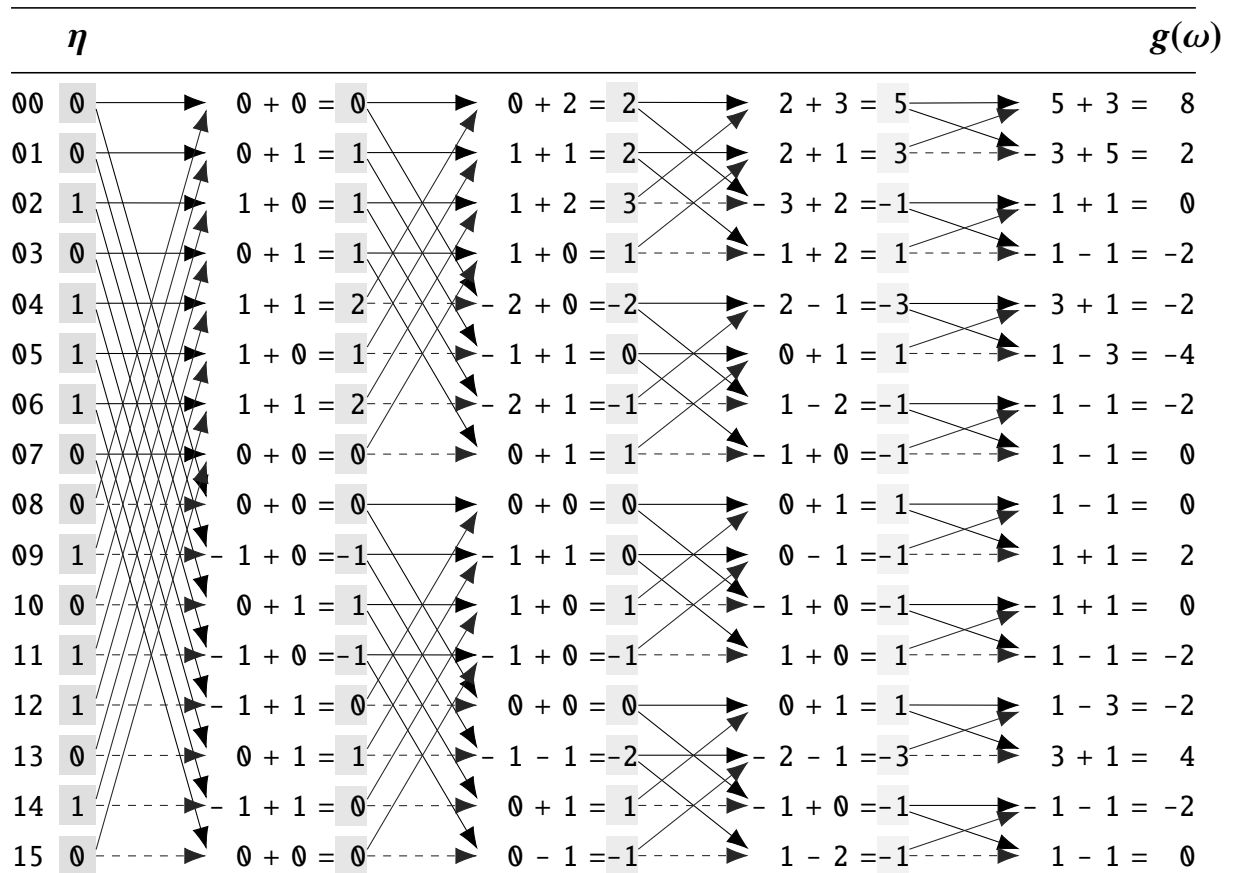 η g(ω)
00 0 0 + 0 = 0 0 + 2 = 2 2 + 3 = 5 5 + 3 = 8
01 0 0 + 1 = 1 1 + 1 = 2 2 + 1 = 3 - 3 + 5 = 2
02 1 1 + 0 = 1 1 + 2 = 3 - 3 + 2 =-1 - 1 + 1 = 0
03 0 0 + 1 = 1 1 + 0 = 1 - 1 + 2 = 1 - 1 - 1 = -2
04 1 1 + 1 = 2 - 2 + 0 =-2 - 2 - 1 =-3 - 3 + 1 = -2
05 1 1 + 0 = 1 - 1 + 1 = 0 0 + 1 = 1 - 1 - 3 = -4
06 1 1 + 1 = 2 - 2 + 1 =-1 1 - 2 =-1 - 1 - 1 = -2
07 0 0 + 0 = 0 0 + 1 = 1 - 1 + 0 =-1 1 - 1 = 0
08 0 0 + 0 = 0 0 + 0 = 0 0 + 1 = 1 1 - 1 = 0
09 1 - 1 + 0 =-1 - 1 + 1 = 0 0 - 1 =-1 1 + 1 = 2
10 0 0 + 1 = 1 1 + 0 = 1 - 1 + 0 =-1 - 1 + 1 = 0
11 1 - 1 + 0 =-1 - 1 + 0 =-1 1 + 0 = 1 - 1 - 1 = -2
12 1 - 1 + 1 = 0 0 + 0 = 0 0 + 1 = 1 1 - 3 = -2
13 0 0 + 1 = 1 - 1 - 1 =-2 - 2 - 1 =-3 3 + 1 = 4
14 1 - 1 + 1 = 0 0 + 1 = 1 - 1 + 0 =-1 - 1 - 1 = -2
15 0 0 + 0 = 0 0 - 1 =-1 1 - 2 =-1 1 - 1 = 0